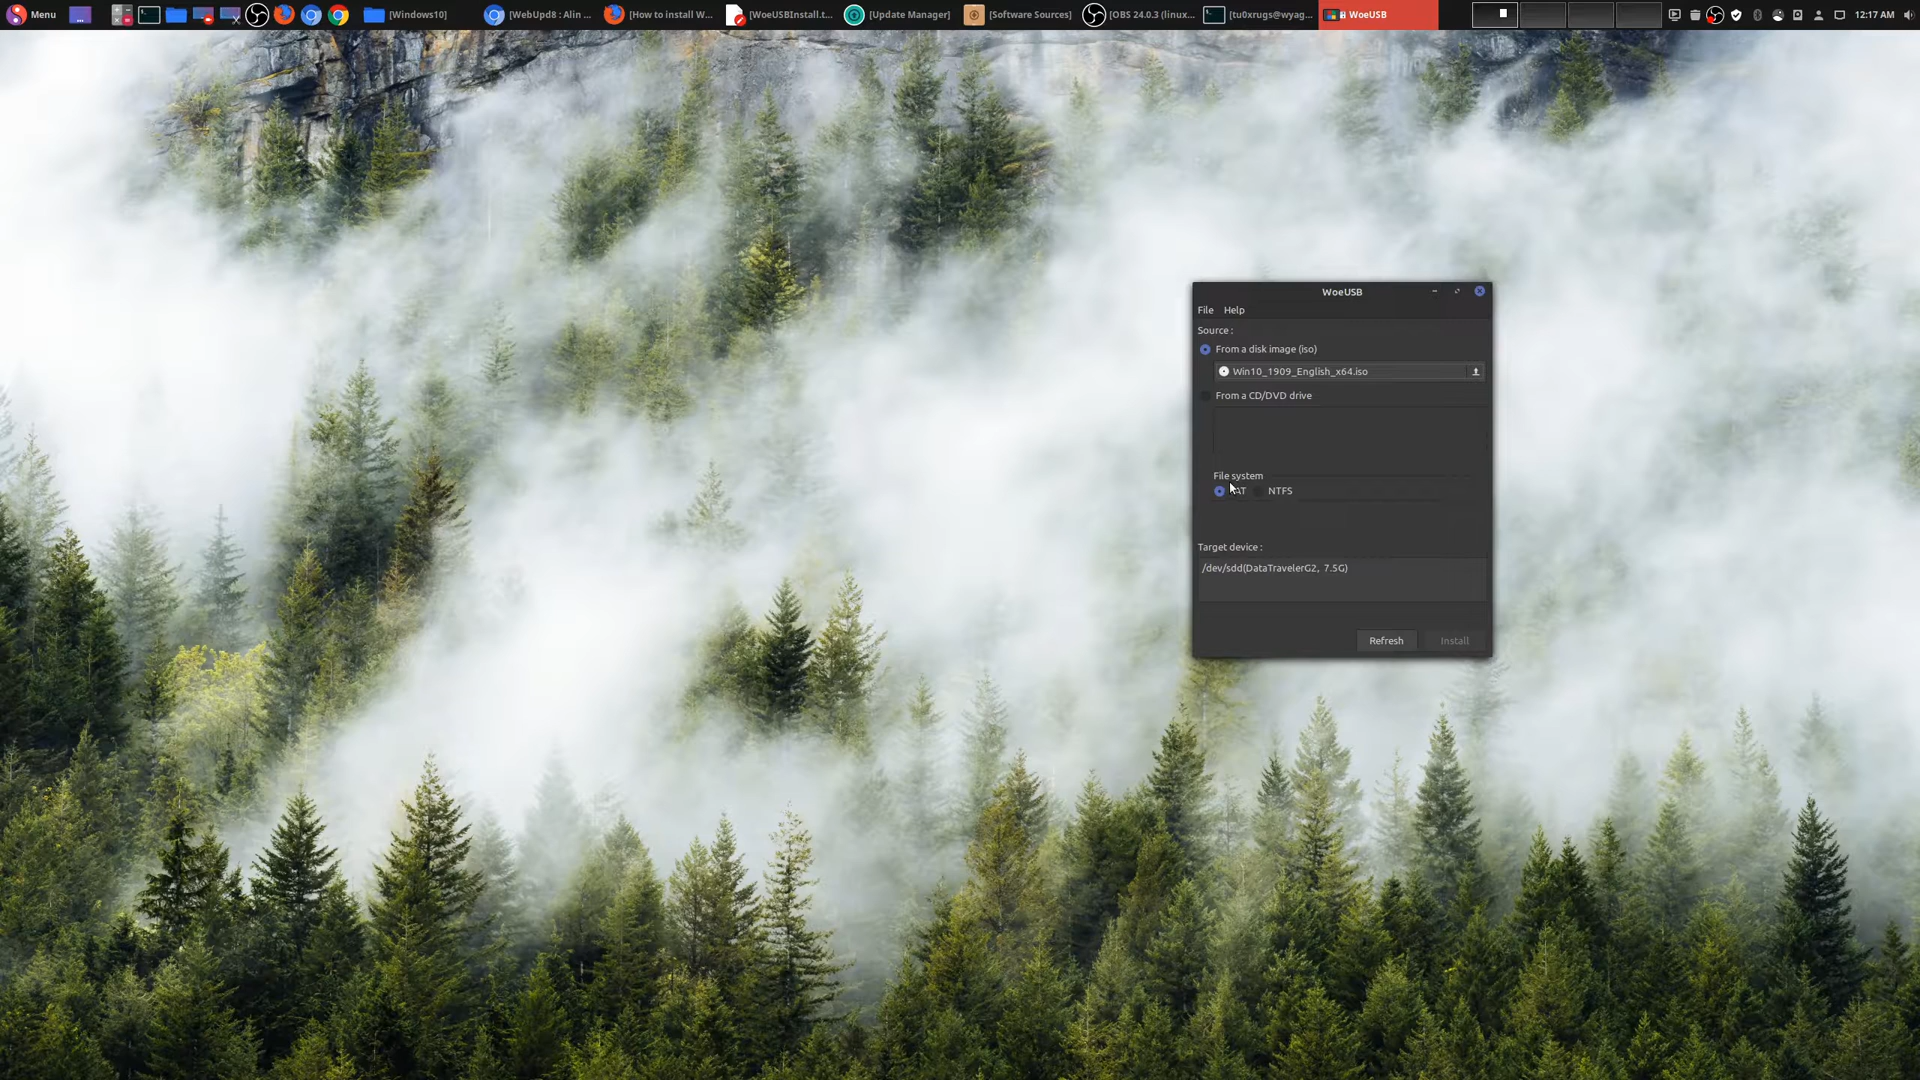 Menu
[Windows10]
[WebUpd8 : Alin ...
[How to install W...
[WoeUSBInstall.t...
[Update Manager]
[Software Sources]
[OBS 24.0.3 (linux...
[tu0xrugs@wyag...
WoeUSB
12:17 AM
WoeUSB
File Help
Source :
From a disk image (iso)
Win10_1909_English_x64.iso
From a CD/DVD drive
File system
NTFS
Target device :
/dev/sdd(DataTravelerG2, 7.5G)
Refresh Install